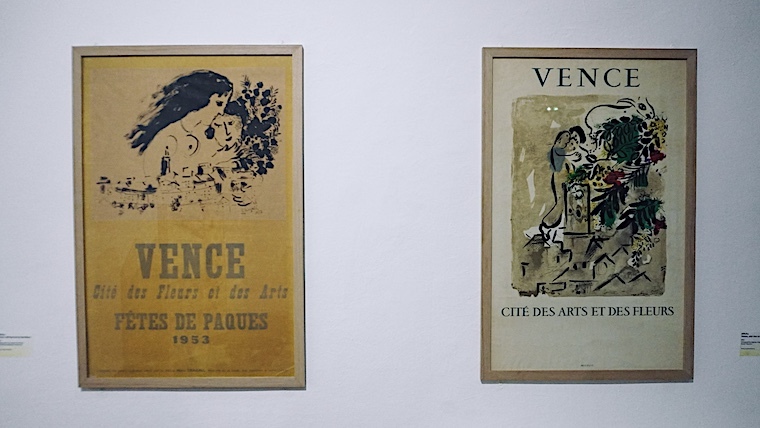 VENCE
Cité des Fleurs et des Arts
FÊTES DE PAQUES
1953
VENCE
CITÉ DES ARTS ET DES FLEURS